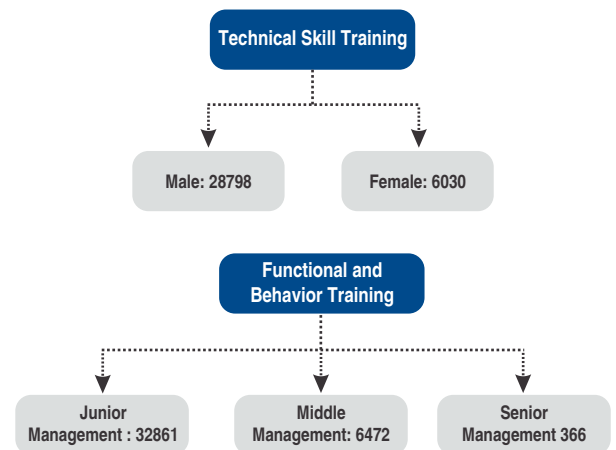 Technical Skill Training
Male: 28798
Female: 6030
Functional and
Behavior Training
Junior
Management : 32861
Middle
Management: 6472
Senior
Management 366